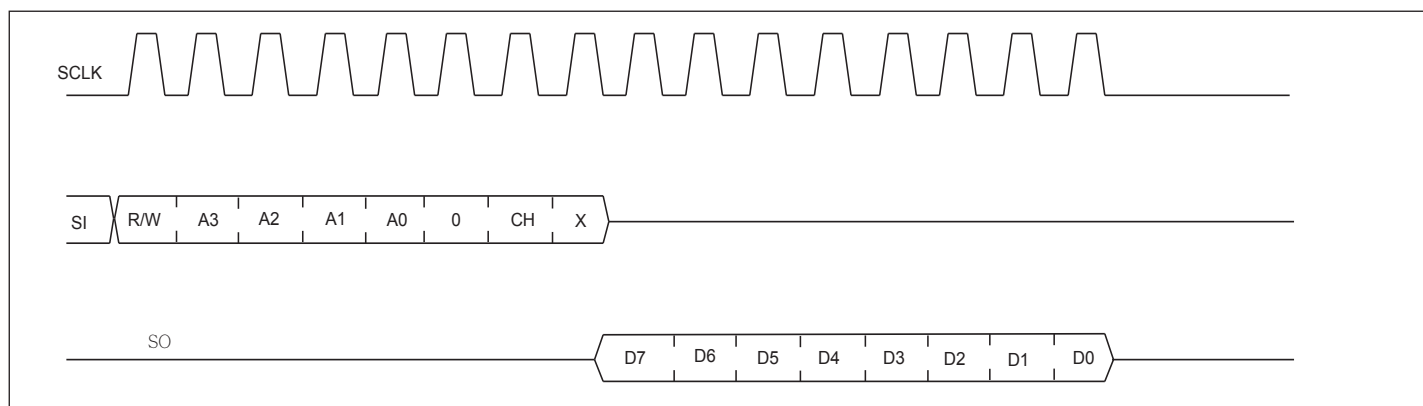 SCLK
SI R/W A3 A2 A1 A0 0 CH X
SO
D7 D6 D5 D4 D3 D2 D1 D0